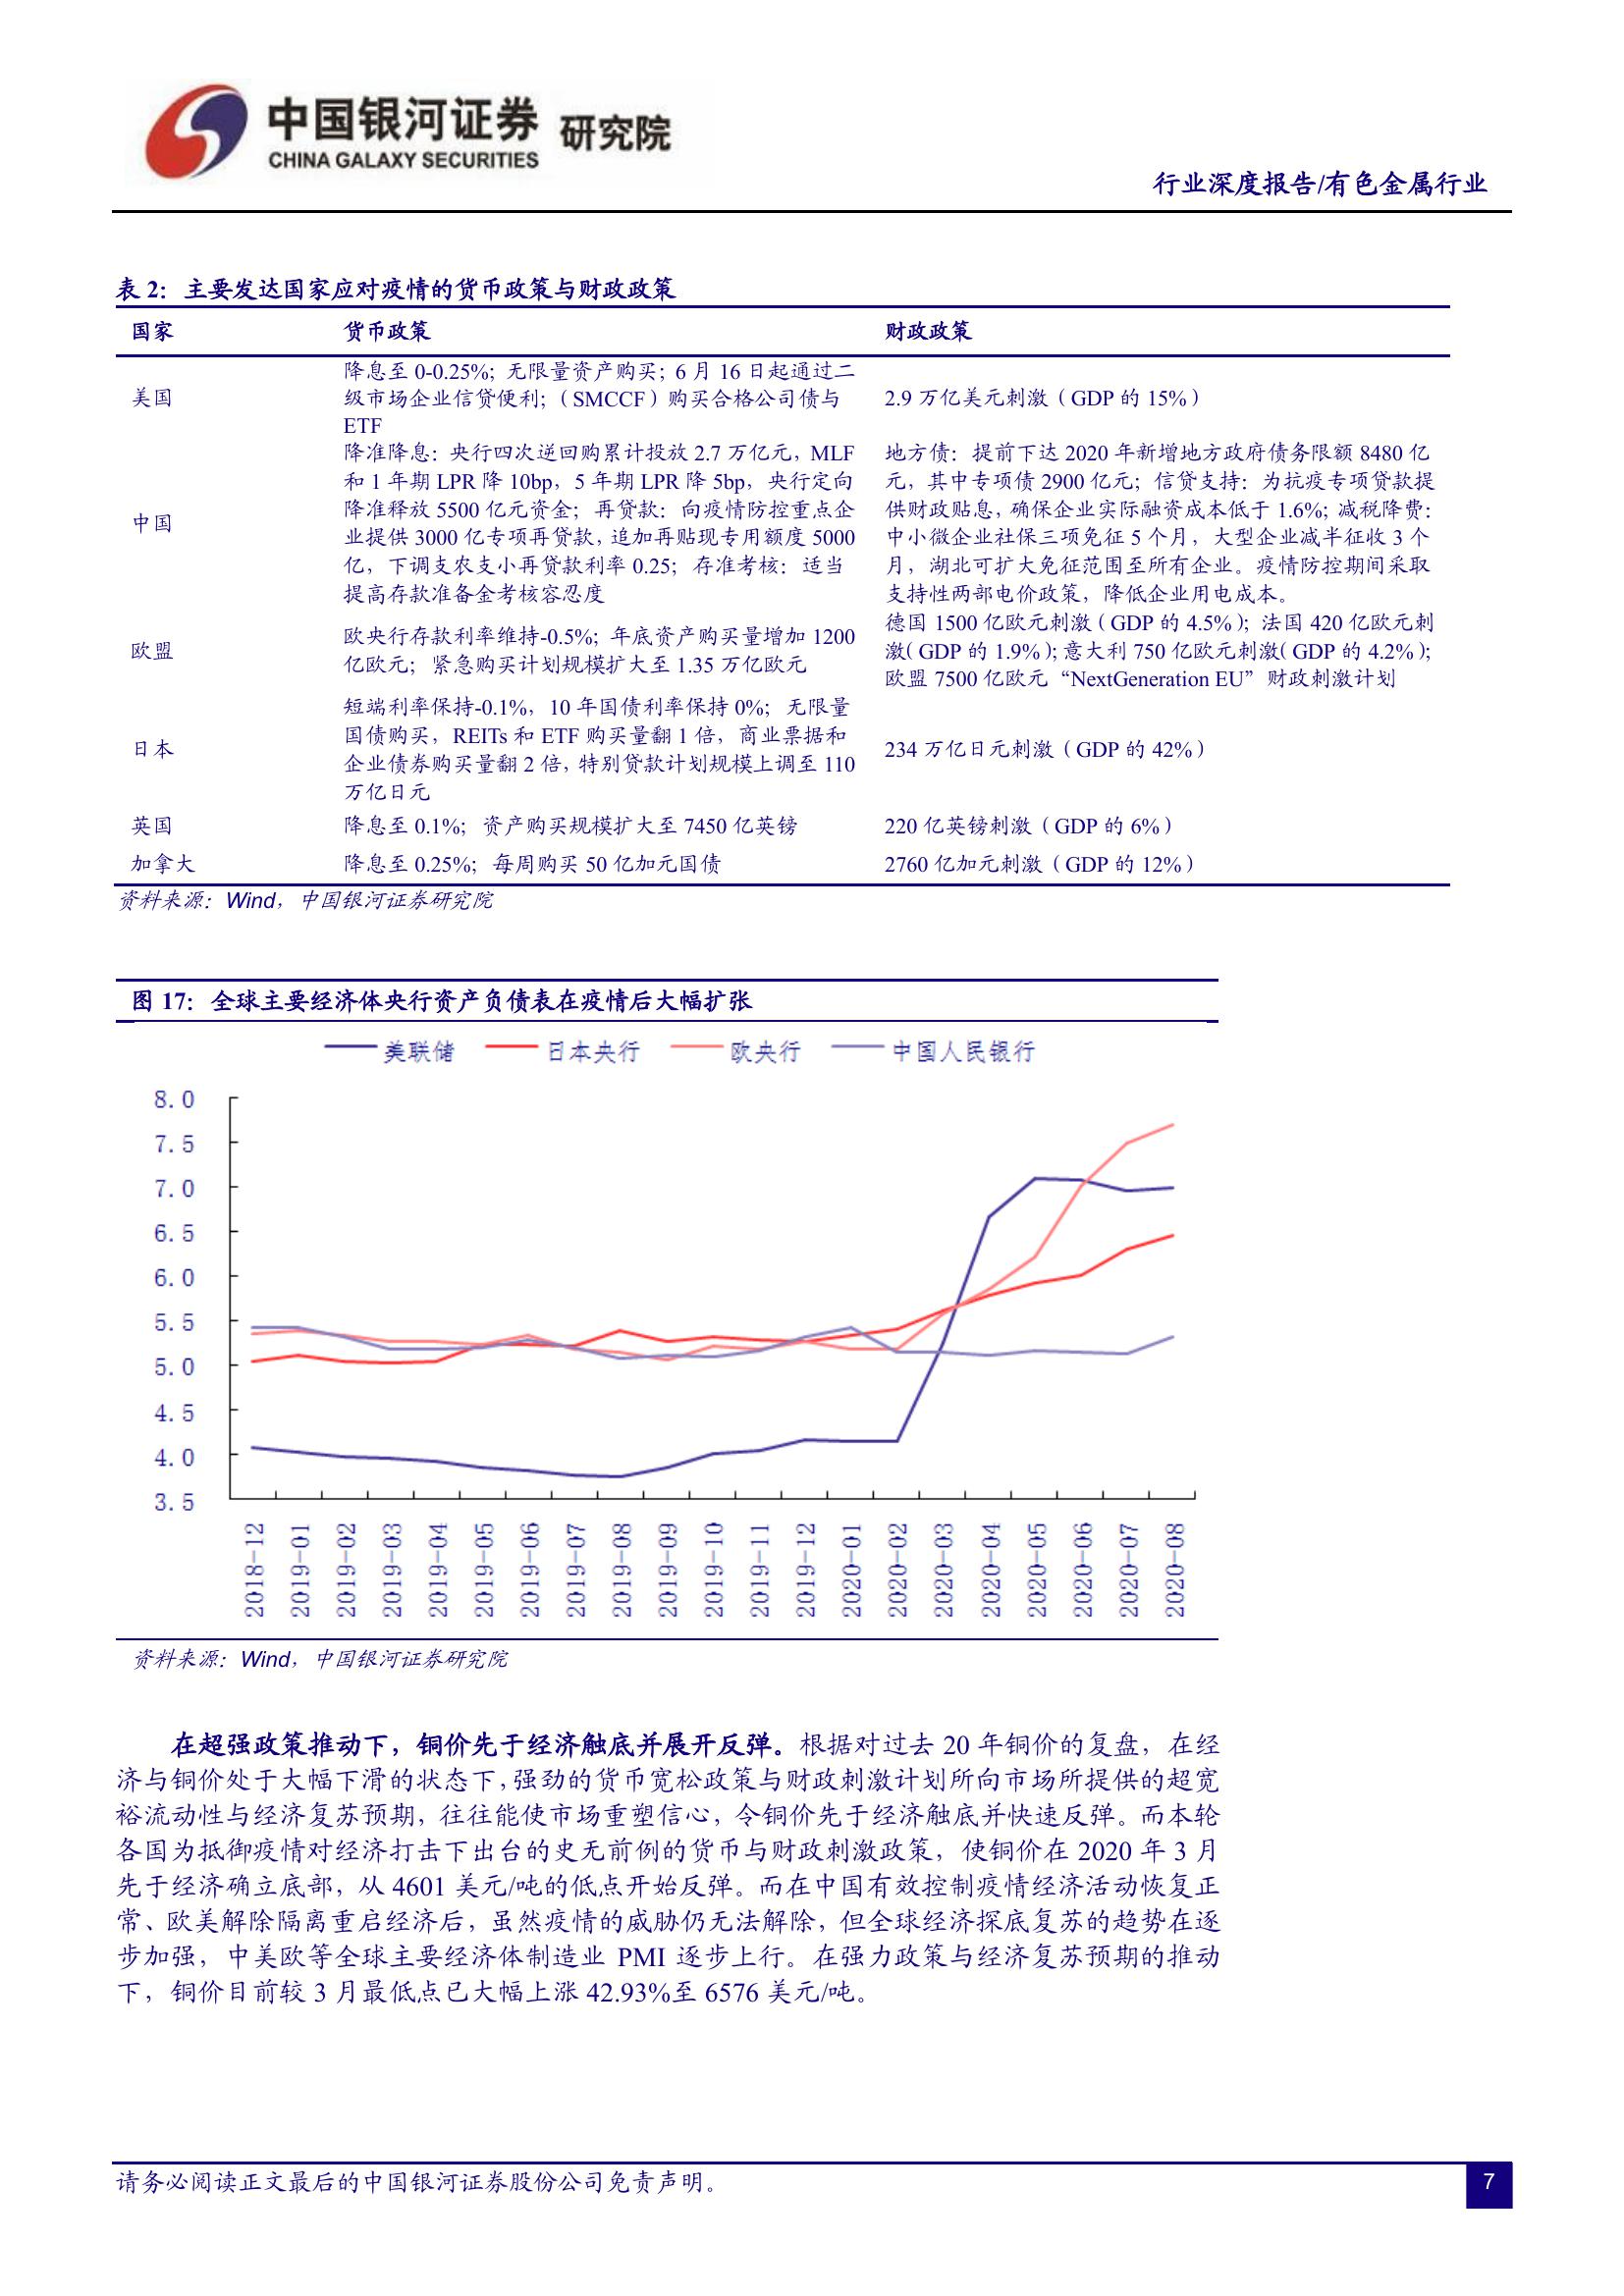 中国银河证券 研究院
CHINA GALAXY SECURITIES
行业深度报告/有色金属行业
表 2：主要发达国家应对疫情的货币政策与财政政策
国家 货币政策 财政政策
美国
降息至 0-0.25%；无限量资产购买；6 月 16 日起通过二
级市场企业信贷便利；（SMCCF）购买合格公司债与
ETF
2.9 万亿美元刺激（GDP 的 15%）
中国
降准降息：央行四次逆回购累计投放 2.7 万亿元，MLF
和 1 年期 LPR 降 10bp，5 年期 LPR 降 5bp，央行定向
降准释放 5500 亿元资金；再贷款：向疫情防控重点企
业提供 3000 亿专项再贷款，追加再贴现专用额度 5000
亿，下调支农支小再贷款利率 0.25；存准考核：适当
提高存款准备金考核容忍度
地方债：提前下达 2020 年新增地方政府债务限额 8480 亿
元，其中专项债 2900 亿元；信贷支持：为抗疫专项贷款提
供财政贴息，确保企业实际融资成本低于 1.6%；减税降费：
中小微企业社保三项免征 5 个月，大型企业减半征收 3 个
月，湖北可扩大免征范围至所有企业。疫情防控期间采取
支持性两部电价政策，降低企业用电成本。
欧盟
欧央行存款利率维持-0.5%；年底资产购买量增加 1200
亿欧元；紧急购买计划规模扩大至 1.35 万亿欧元
德国 1500 亿欧元刺激（GDP 的 4.5%）；法国 420 亿欧元刺
激（GDP 的 1.9%）；意大利 750 亿欧元刺激（GDP 的 4.2%）；
欧盟 7500 亿欧元“NextGeneration EU”财政刺激计划
日本
短端利率保持-0.1%，10 年国债利率保持 0%；无限量
国债购买，REITs 和 ETF 购买量翻 1 倍，商业票据和
企业债券购买量翻 2 倍，特别贷款计划规模上调至 110
万亿日元
234 万亿日元刺激（GDP 的 42%）
英国 降息至 0.1%；资产购买规模扩大至 7450 亿英镑 220 亿英镑刺激（GDP 的 6%）
加拿大 降息至 0.25%；每周购买 50 亿加元国债 2760 亿加元刺激（GDP 的 12%）
资料来源：Wind，中国银河证券研究院
图 17：全球主要经济体央行资产负债表在疫情后大幅扩张
美联储 日本央行 欧央行 中国人民银行
8.0
7.5
7.0
6.5
6.0
5.5
5.0
4.5
4.0
3.5
2018-12 2019-01 2019-02 2019-03 2019-04 2019-05 2019-06 2019-07 2019-08 2019-09 2019-10 2019-11 2019-12 2020-01 2020-02 2020-03 2020-04 2020-05 2020-06 2020-07 2020-08
资料来源：Wind，中国银河证券研究院
在超强政策推动下，铜价先于经济触底并展开反弹。根据对过去 20 年铜价的复盘，在经
济与铜价处于大幅下滑的状态下，强劲的货币宽松政策与财政刺激计划所向市场所提供的超宽
裕流动性与经济复苏预期，往往能使市场重塑信心，令铜价先于经济触底并快速反弹。而本轮
各国为抵御疫情对经济打击下出台的史无前例的货币与财政刺激政策，使铜价在 2020 年 3 月
先于经济确立底部，从 4601 美元/吨的低点开始反弹。而在中国有效控制疫情经济活动恢复正
常、欧美解除隔离重启经济后，虽然疫情的威胁仍无法解除，但全球经济探底复苏的趋势在逐
步加强，中美欧等全球主要经济体制造业 PMI 逐步上行。在强力政策与经济复苏预期的推动
下，铜价目前较 3 月最低点已大幅上涨 42.93%至 6576 美元/吨。
请务必阅读正文最后的中国银河证券股份公司免责声明。
7